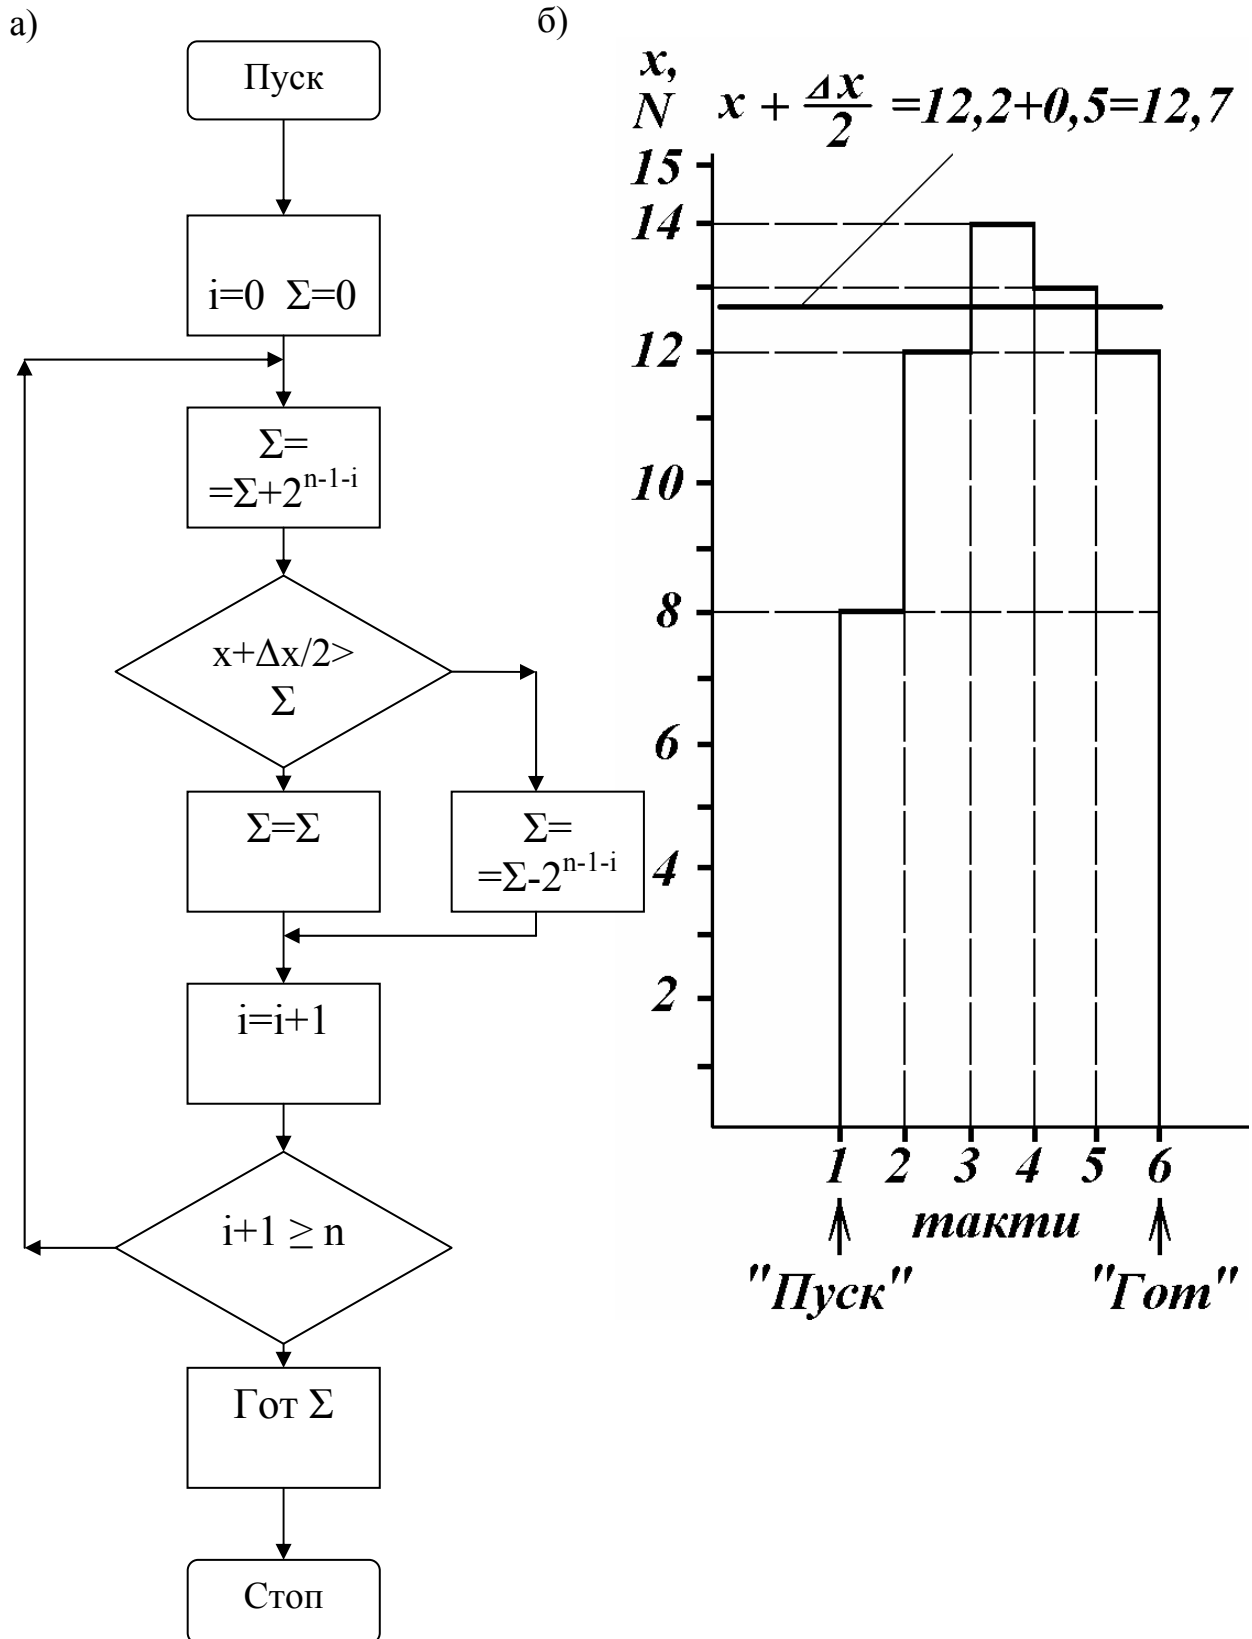 а)
Пуск
i=0 Σ=0
Σ=
=Σ+2^{n-1-i}
x+Δx/2>
Σ
Σ=Σ
Σ=
=Σ-2^{n-1-i}
i=i+1
i+1 ≥ n
Гот Σ
Стоп
б)
x,
N
x + Δx/2 =12,2+0,5=12,7
15
14
12
10
8
6
4
2
1 2 3 4 5 6
такти
"Пуск" "Гот"